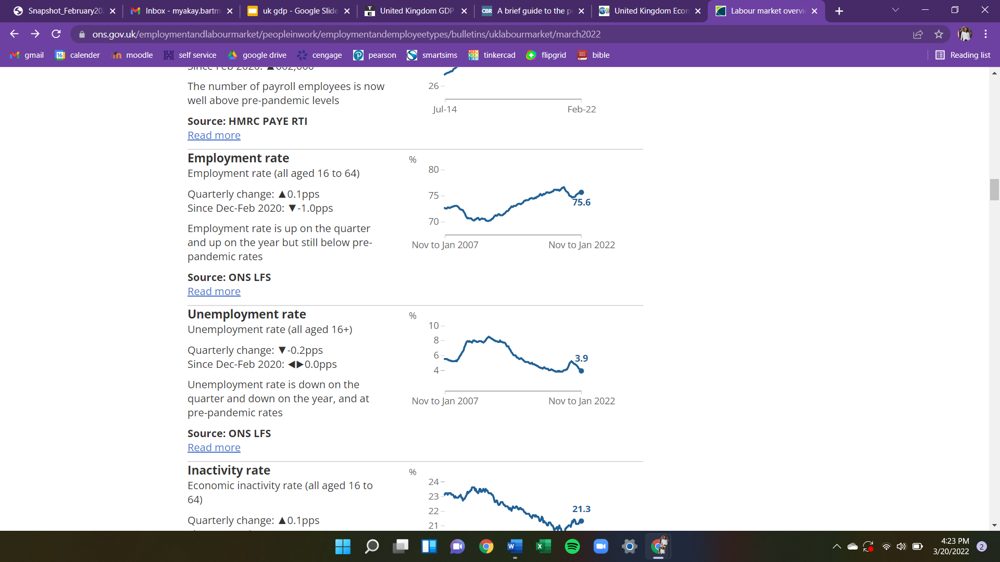 Snapshot_February20
Inbox - myakay.bartm
uk gdp - Google Slide
United Kingdom GDP
A brief guide to the p
United Kingdom Econ
Labour market overvi
ons.gov.uk/employmentandlabourmarket/peopleinwork/employmentandemployeetypes/bulletins/uklabourmarket/march2022
gmail
calender
moodle
self service
google drive
cengage
pearson
smartsims
tinkercad
flipgrid
bible
Reading list
The number of payroll employees is now
well above pre-pandemic levels
Source: HMRC PAYE RTI
Read more
26
Jul-14
Feb-22
Employment rate
Employment rate (all aged 16 to 64)
Quarterly change: ▲0.1pps
Since Dec-Feb 2020: ▼-1.0pps
Employment rate is up on the quarter
and up on the year but still below pre-
pandemic rates
Source: ONS LFS
Read more
%
80
75
70
75.6
Nov to Jan 2007
Nov to Jan 2022
Unemployment rate
Unemployment rate (all aged 16+)
Quarterly change: ▼-0.2pps
Since Dec-Feb 2020: ◀▶0.0pps
Unemployment rate is down on the
quarter and down on the year, and at
pre-pandemic rates
Source: ONS LFS
Read more
%
10
8
6
4
3.9
Nov to Jan 2007
Nov to Jan 2022
Inactivity rate
Economic inactivity rate (all aged 16 to
64)
Quarterly change: ▲0.1pps
%
24
23
22
21
21.3
4:23 PM
3/20/2022
2